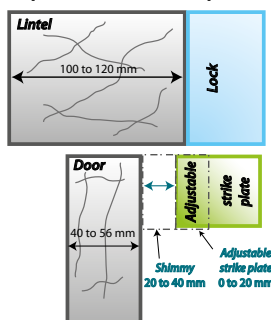 Lintel
100 to 120 mm
Lock
Door
Adjustable
strike
plate
40 to 56 mm
Shimmy
20 to 40 mm
Adjustable
strike plate
0 to 20 mm